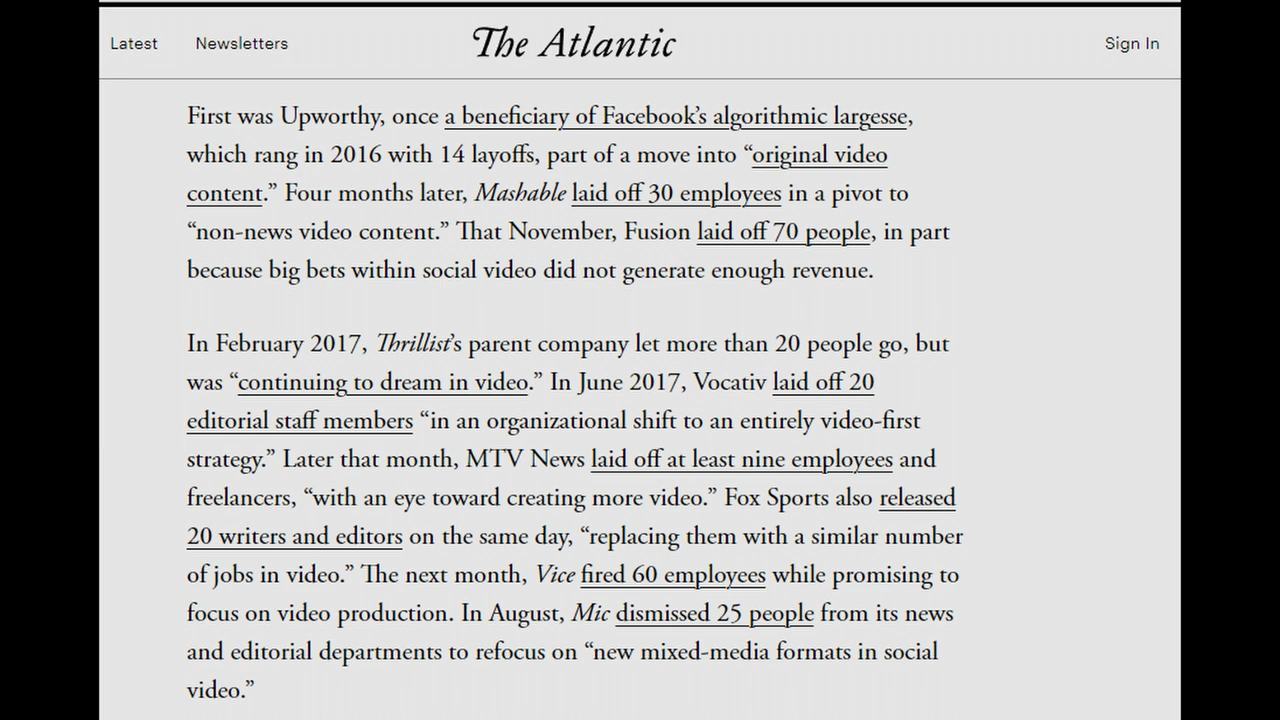 Latest Newsletters The Atlantic Sign In
First was Upworthy, once a beneficiary of Facebook’s algorithmic largesse,
which rang in 2016 with 14 layoffs, part of a move into “original video
content.” Four months later, Mashable laid off 30 employees in a pivot to
“non-news video content.” That November, Fusion laid off 70 people, in part
because big bets within social video did not generate enough revenue.
In February 2017, Thrillist’s parent company let more than 20 people go, but
was “continuing to dream in video.” In June 2017, Vocativ laid off 20
editorial staff members “in an organizational shift to an entirely video-first
strategy.” Later that month, MTV News laid off at least nine employees and
freelancers, “with an eye toward creating more video.” Fox Sports also released
20 writers and editors on the same day, “replacing them with a similar number
of jobs in video.” The next month, Vice fired 60 employees while promising to
focus on video production. In August, Mic dismissed 25 people from its news
and editorial departments to refocus on “new mixed-media formats in social
video.”